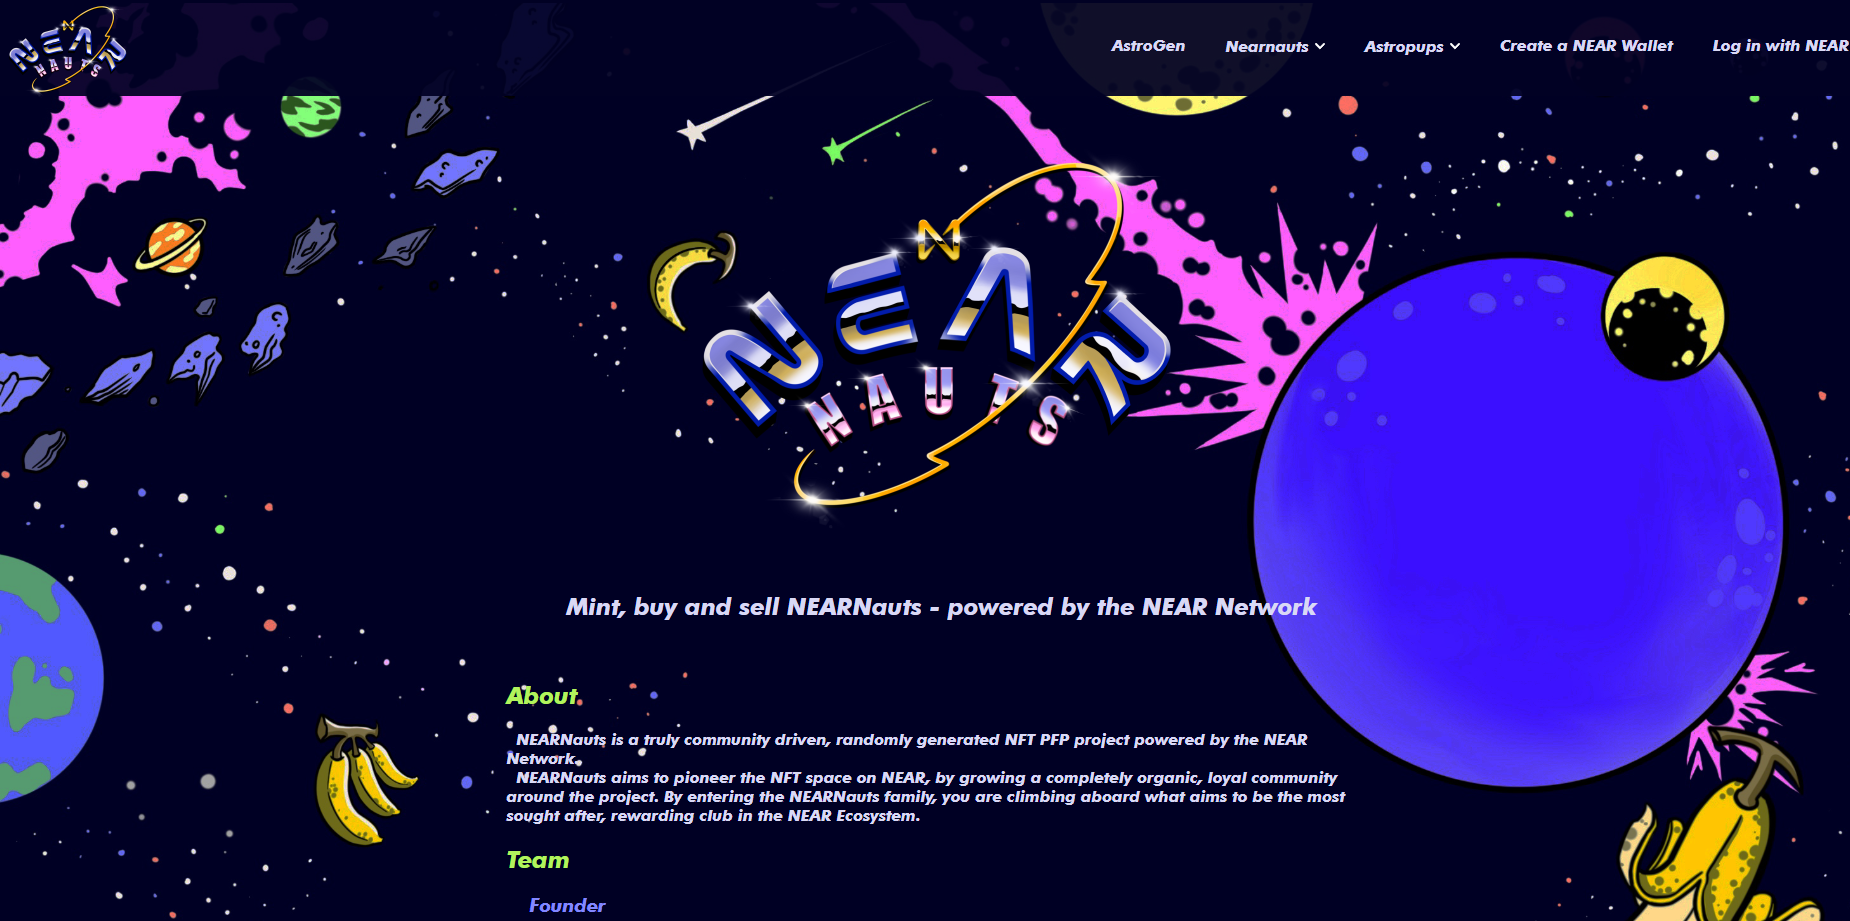 NEAR
NAUTS
AstroGen
Nearnauts
Astropups
Create a NEAR Wallet
Log in with NEAR
N
NEAR
NAUTS
Mint, buy and sell NEARNauts - powered by the NEAR Network
About
NEARNauts is a truly community driven, randomly generated NFT PFP project powered by the NEAR
Network.
NEARNauts aims to pioneer the NFT space on NEAR, by growing a completely organic, loyal community
around the project. By entering the NEARNauts family, you are climbing aboard what aims to be the most
sought after, rewarding club in the NEAR Ecosystem.
Team
Founder